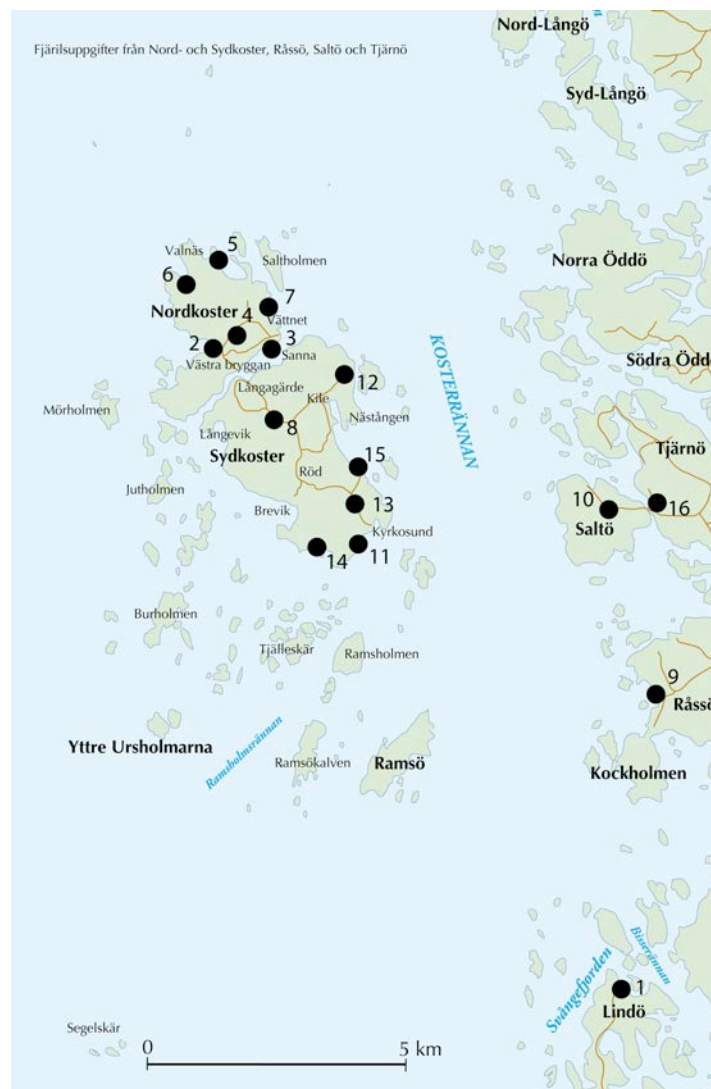 Nord-Långö
Fjärilsuppgifter från Nord- och Sydkoster, Råssö, Saltö och Tjärnö
Syd-Långö
Valnäs
5
Saltholmen
Norra Öddö
6
Nordkoster
7
4
Vättnet
2
3
Sanna
Västra bryggan
KOSTERRÄNNAN
Södra Öddö
Långagärde
12
Kile
Mörholmen
Nästången
8
Långevik
Sydkoster
Tjärnö
15
Röd
Jutholmen
Brevik
13
10
16
Saltö
Kyrkosund
14
11
Burholmen
Tjälleskär
Ramsholmen
9
Råssö
Yttre Ursholmarna
Ramsholmsrännan
Ramsökalven
Ramsö
Kockholmen
Bisserännan
Svångefjorden
1
Lindö
Segelskär
0
5 km